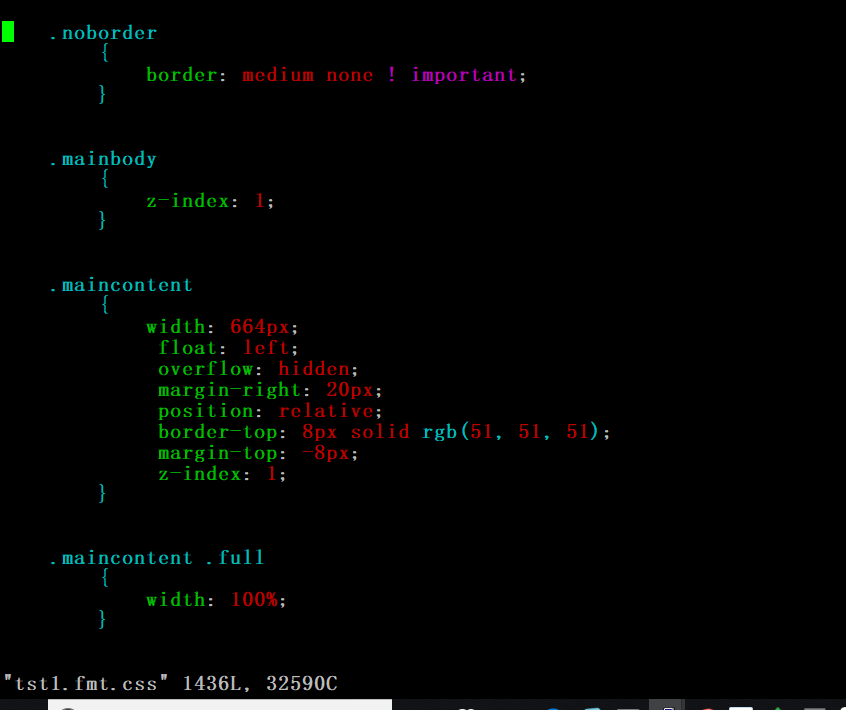 .noborder
{
border: medium none ! important;
}
.mainbody
{
z-index: 1;
}
.maincontent
{
width: 664px;
float: left;
overflow: hidden;
margin-right: 20px;
position: relative;
border-top: 8px solid rgb(51, 51, 51);
margin-top: -8px;
z-index: 1;
}
.maincontent .full
{
width: 100%;
}
"tst1.fmt.css" 1436L, 32590C